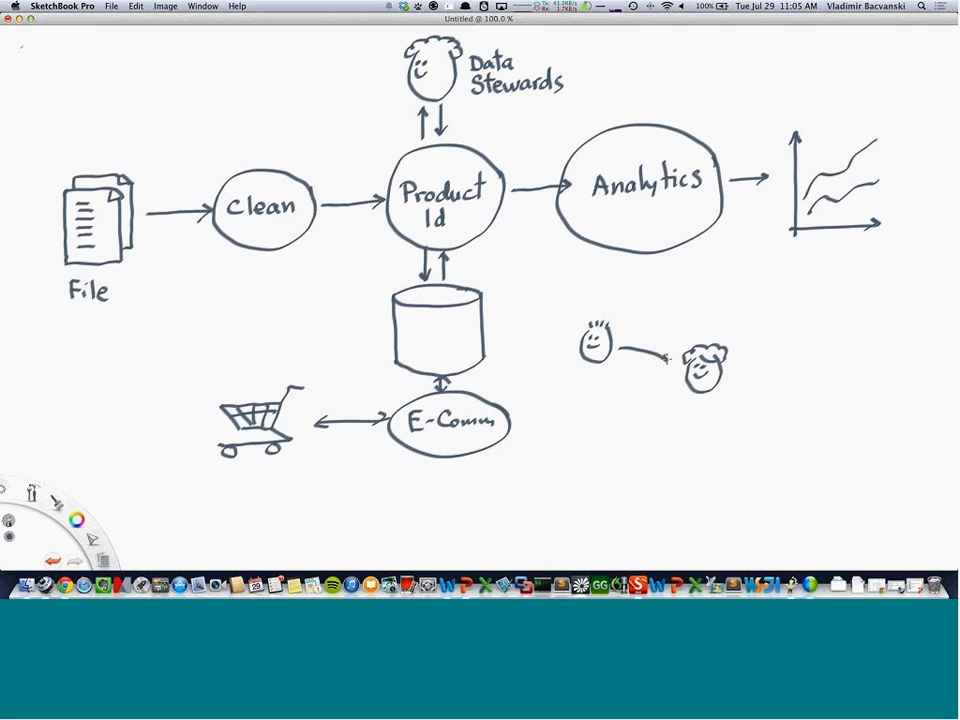 SketchBook Pro File Edit Image Window Help
100% Tue Jul 29 11:05 AM Vladimir Bacvanski
Untitled @ 100.0 %
Data
Stewards
Clean
Product
Id
Analytics
File
E-Comm